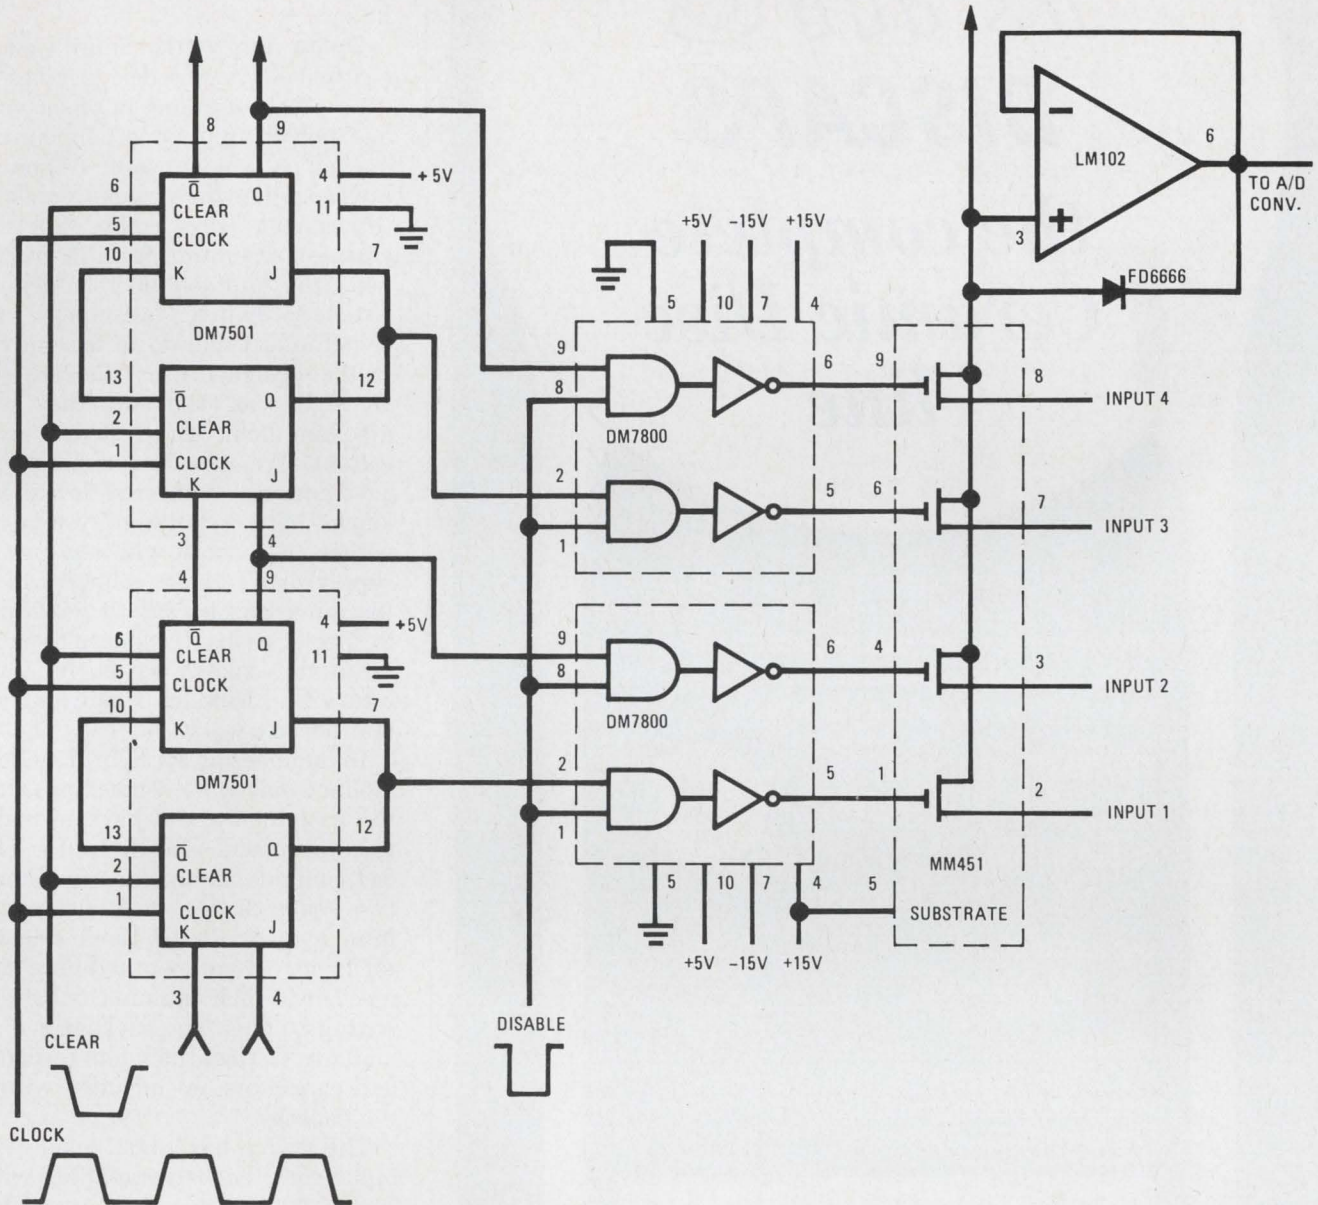 8 9
6
Q̅ Q
CLEAR
5
CLOCK
10
K J
7
4 +5V
11
DM7501
13
Q̅ Q
12
2
CLEAR
1
CLOCK
K J
3 4
4 9
6
Q̅ Q
CLEAR
5
CLOCK
10
K J
7
4 +5V
11
DM7501
13
Q̅ Q
12
2
CLEAR
1
CLOCK
K J
3 4
CLEAR
CLOCK
+5V -15V +15V
5 10 7 4
9
8
6
DM7800
2
1
5
9
8
6
DM7800
2
1
5
5 10 7 4
+5V -15V +15V
DISABLE
−
LM102
+
3
6
TO A/D
CONV.
FD6666
9 8
INPUT 4
6 7
INPUT 3
4 3
INPUT 2
1 2
INPUT 1
MM451
5
SUBSTRATE